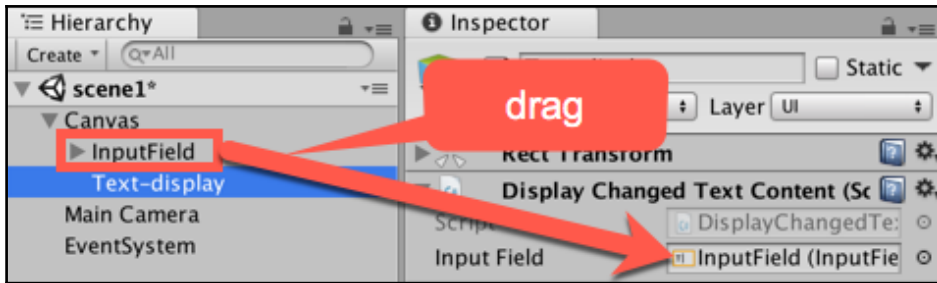 Hierarchy
Create
All
scene1*
Canvas
InputField
Text-display
Main Camera
EventSystem
Inspector
Static
drag
Layer UI
Rect Transform
Display Changed Text Content (Sc
Script
DisplayChangedTe:
Input Field
InputField (InputFie